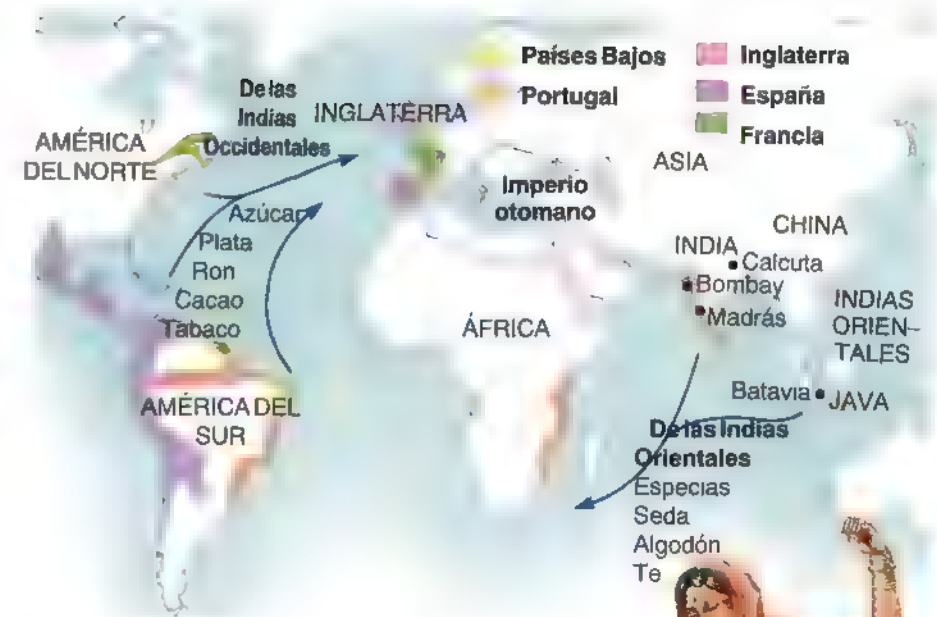 Países Bajos
Portugal
Inglaterra
España
Francia
De las
Indias
Occidentales
INGLATERRA
AMÉRICA
DEL NORTE
ASIA
Imperio
otomano
Azúcar
Plata
Ron
Cacao
Tabaco
CHINA
INDIA
Calcuta
Bombay
Madrás
INDIAS
ORIEN-
TALES
ÁFRICA
AMÉRICA DEL
SUR
Batavia
JAVA
De las Indias
Orientales
Especias
Seda
Algodón
Te